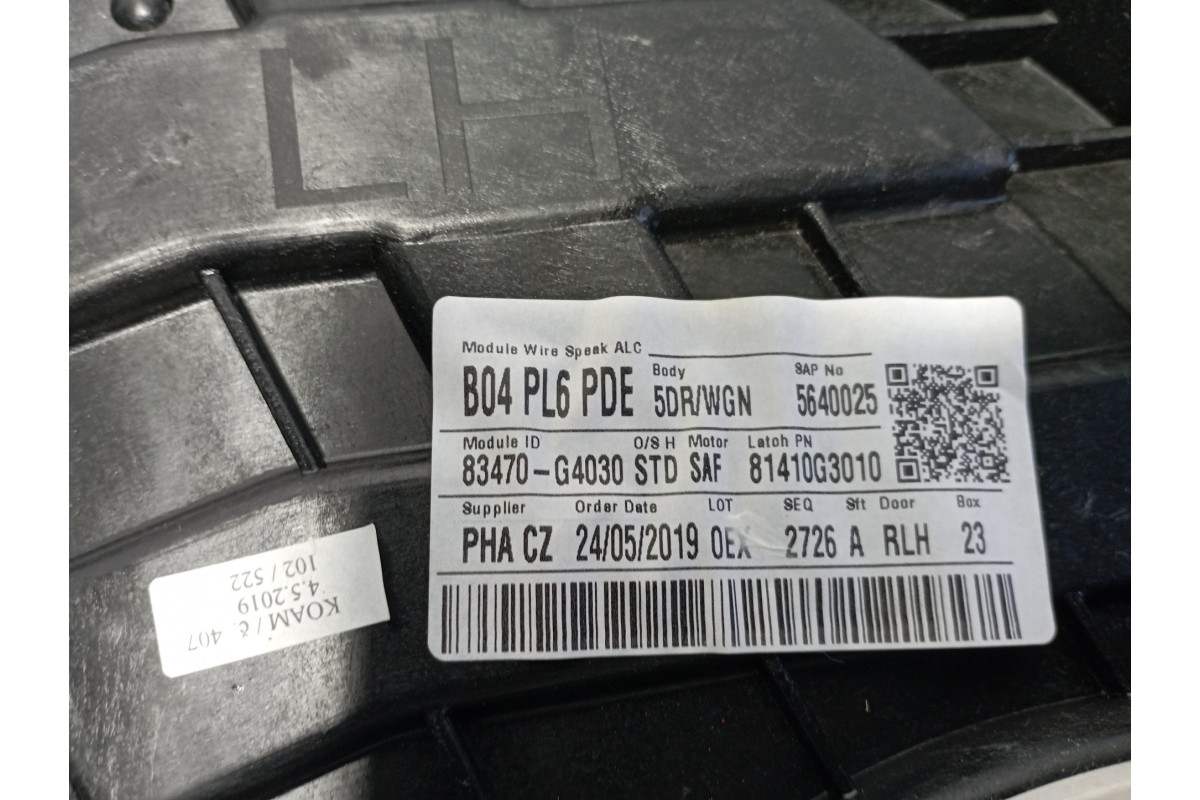 LH
Module Wire Speak ALC
Body SAP No
B04 PL6 PDE 5DR/WGN 5640025
Module ID O/S H Motor Latch PN
83470-G4030 STD SAF 81410G3010
Supplier Order Date LOT SEQ Sft Door Box
PHA CZ 24/05/2019 0EX 2726 A RLH 23
KOAM / č. 407
4.5.2019
102 / 522